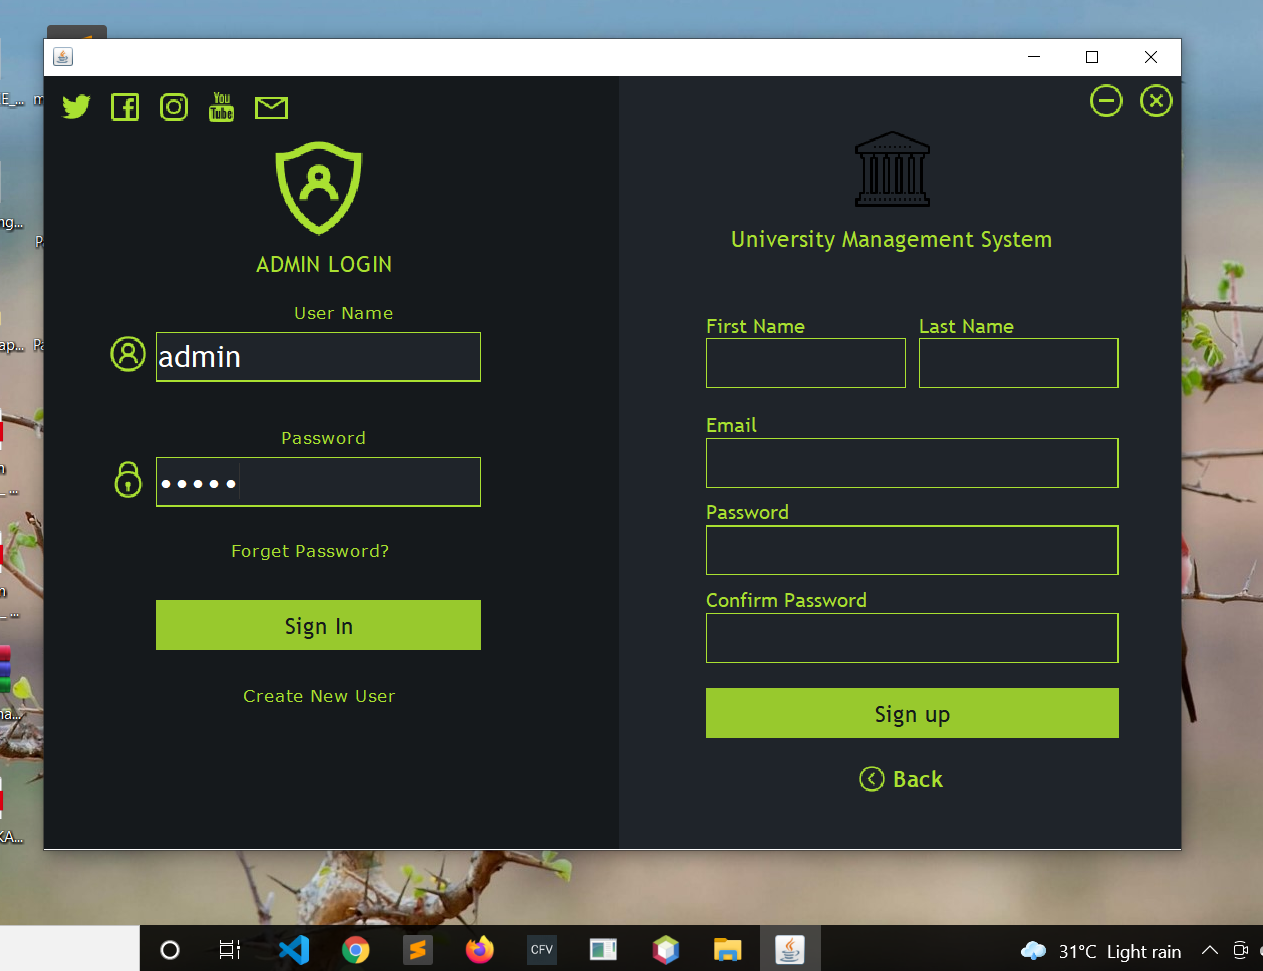 You
Tube
ADMIN LOGIN
User Name
admin
Password
•••••
Forget Password?
Sign In
Create New User
University Management System
First Name Last Name
Email
Password
Confirm Password
Sign up
Back
CFV
31°C Light rain